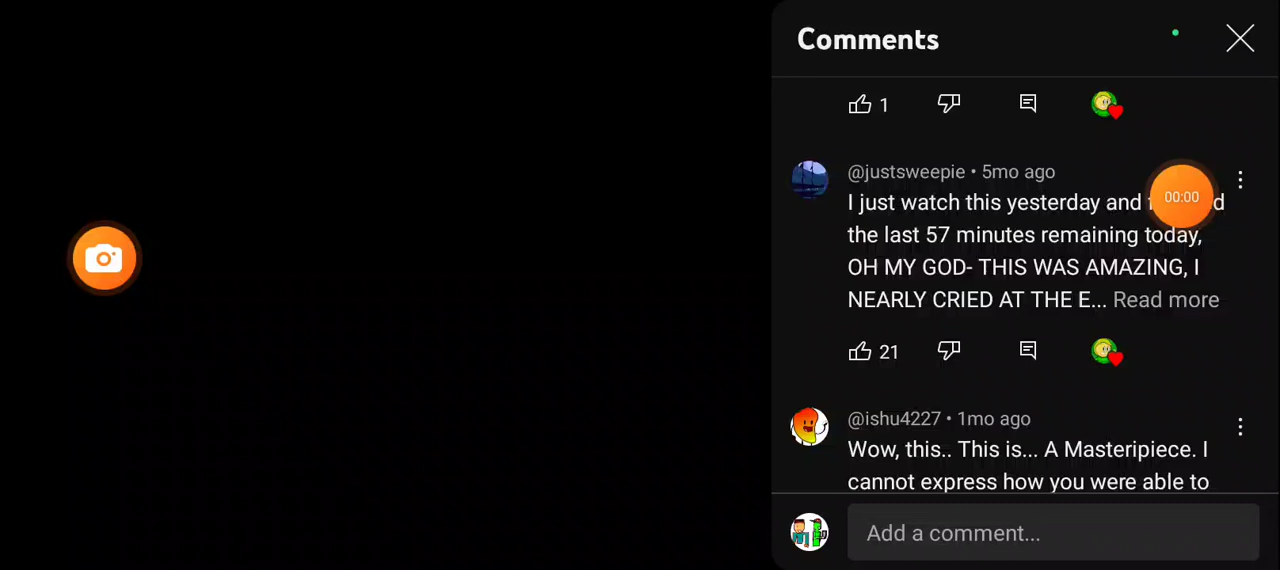 Comments
1
@justsweepie • 5mo ago
I just watch this yesterday and
the last 57 minutes remaining today,
OH MY GOD- THIS WAS AMAZING, I
NEARLY CRIED AT THE E... Read more
00:00
21
@ishu4227 • 1mo ago
Wow, this.. This is... A Masteripiece. I
cannot express how you were able to
Add a comment...